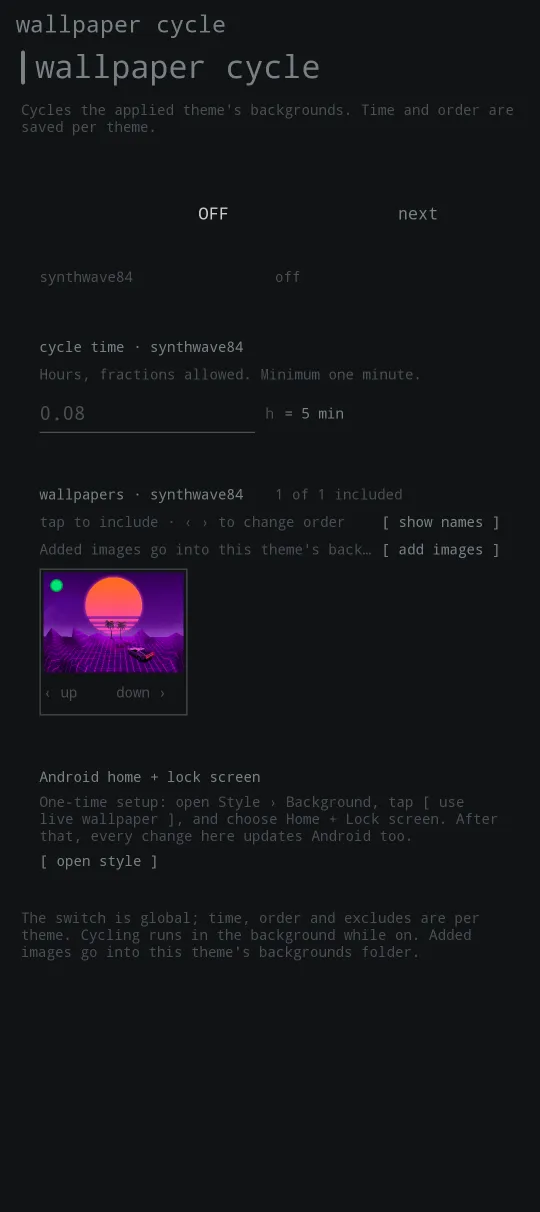 wallpaper cycle
wallpaper cycle
Cycles the applied theme's backgrounds. Time and order are
saved per theme.
OFF next
synthwave84 off
cycle time · synthwave84
Hours, fractions allowed. Minimum one minute.
0.08 h = 5 min
wallpapers · synthwave84 1 of 1 included
tap to include · ‹ › to change order [ show names ]
Added images go into this theme's back… [ add images ]
‹ up down ›
Android home + lock screen
One-time setup: open Style › Background, tap [ use
live wallpaper ], and choose Home + Lock screen. After
that, every change here updates Android too.
[ open style ]
The switch is global; time, order and excludes are per
theme. Cycling runs in the background while on. Added
images go into this theme's backgrounds folder.